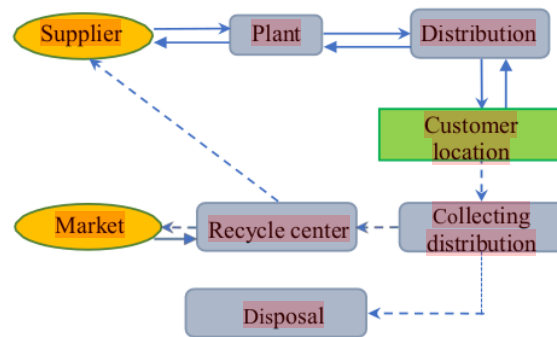 Supplier
Plant
Distribution
Customer
location
Market
Recycle center
Collecting
distribution
Disposal